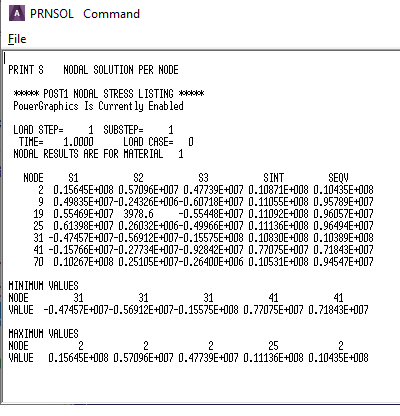 PRNSOL Command
File
PRINT S NODAL SOLUTION PER NODE
***** POST1 NODAL STRESS LISTING *****
PowerGraphics Is Currently Enabled
LOAD STEP= 1 SUBSTEP= 1
TIME= 1.0000 LOAD CASE= 0
NODAL RESULTS ARE FOR MATERIAL 1
NODE S1 S2 S3 SINT SEQV
2 0.15645E+008 0.57096E+007 0.47739E+007 0.10871E+008 0.10435E+008
9 0.49835E+007-0.24326E+006-0.60718E+007 0.11055E+008 0.95789E+007
19 0.55469E+007 3978.6 -0.55448E+007 0.11092E+008 0.96057E+007
25 0.61398E+007 0.26032E+006-0.49966E+007 0.11136E+008 0.96494E+007
31 -0.47457E+007-0.56912E+007-0.15575E+008 0.10830E+008 0.10389E+008
41 -0.15766E+007-0.27734E+007-0.92842E+007 0.77075E+007 0.71843E+007
70 0.10267E+008 0.25105E+007-0.26400E+006 0.10531E+008 0.94547E+007
MINIMUM VALUES
NODE 31 31 31 41 41
VALUE -0.47457E+007-0.56912E+007-0.15575E+008 0.77075E+007 0.71843E+007
MAXIMUM VALUES
NODE 2 2 2 25 2
VALUE 0.15645E+008 0.57096E+007 0.47739E+007 0.11136E+008 0.10435E+008